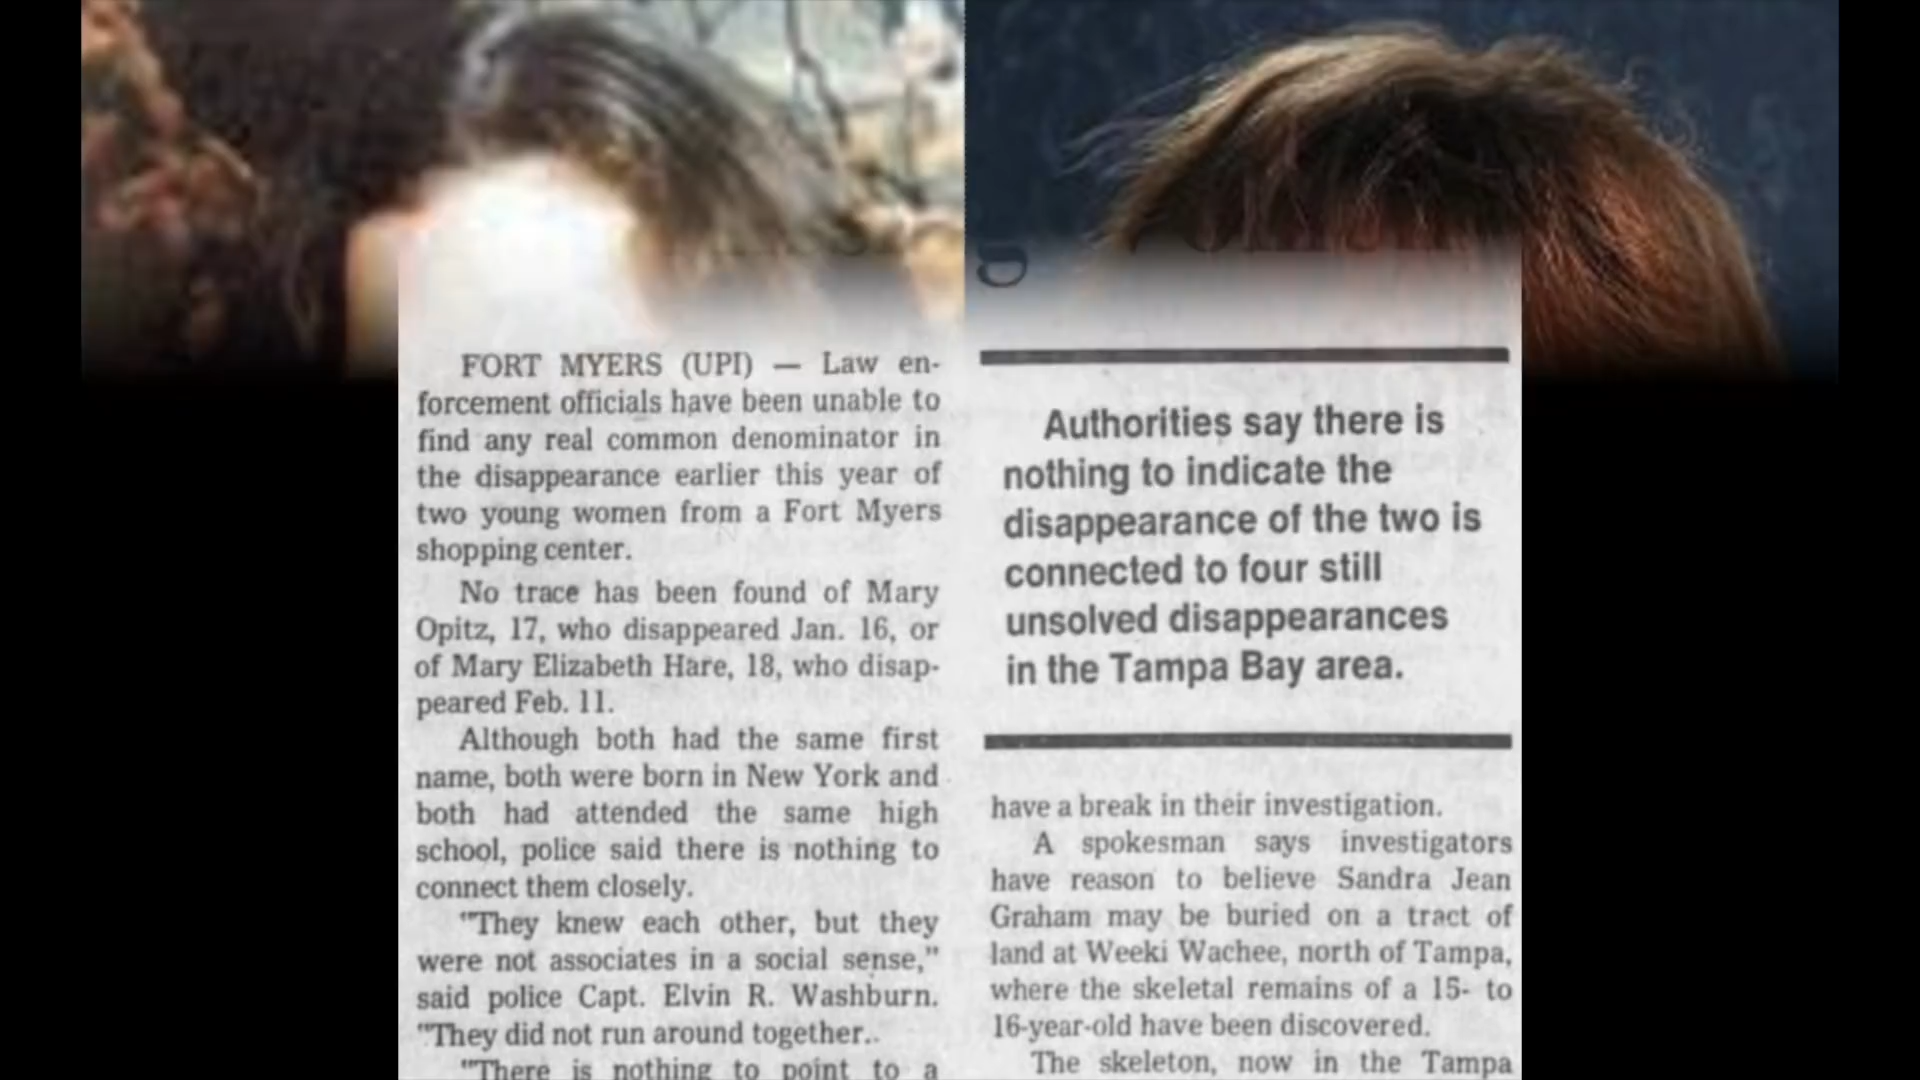 FORT MYERS (UPI) — Law en-
forcement officials have been unable to
find any real common denominator in
the disappearance earlier this year of
two young women from a Fort Myers
shopping center.
No trace has been found of Mary
Opitz, 17, who disappeared Jan. 16, or
of Mary Elizabeth Hare, 18, who disap-
peared Feb. 11.
Although both had the same first
name, both were born in New York and
both had attended the same high
school, police said there is nothing to
connect them closely.
"They knew each other, but they
were not associates in a social sense,"
said police Capt. Elvin R. Washburn.
"They did not run around together..
"There is nothing to point to a
Authorities say there is
nothing to indicate the
disappearance of the two is
connected to four still
unsolved disappearances
in the Tampa Bay area.
have a break in their investigation.
A spokesman says investigators
have reason to believe Sandra Jean
Graham may be buried on a tract of
land at Weeki Wachee, north of Tampa,
where the skeletal remains of a 15- to
16-year-old have been discovered.
The skeleton, now in the Tampa